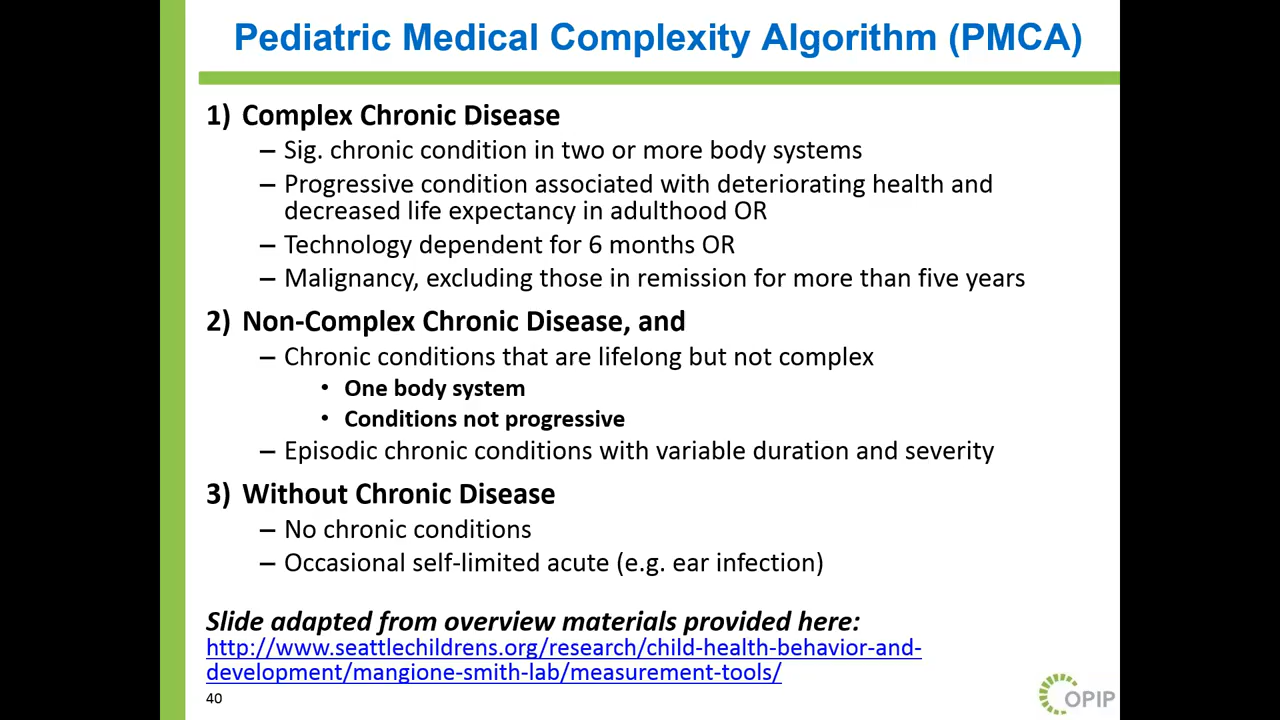 Pediatric Medical Complexity Algorithm (PMCA)
1) Complex Chronic Disease
– Sig. chronic condition in two or more body systems
– Progressive condition associated with deteriorating health and
decreased life expectancy in adulthood OR
– Technology dependent for 6 months OR
– Malignancy, excluding those in remission for more than five years
2) Non-Complex Chronic Disease, and
– Chronic conditions that are lifelong but not complex
• One body system
• Conditions not progressive
– Episodic chronic conditions with variable duration and severity
3) Without Chronic Disease
– No chronic conditions
– Occasional self-limited acute (e.g. ear infection)
Slide adapted from overview materials provided here:
http://www.seattlechildrens.org/research/child-health-behavior-and-
development/mangione-smith-lab/measurement-tools/
40
OPIP